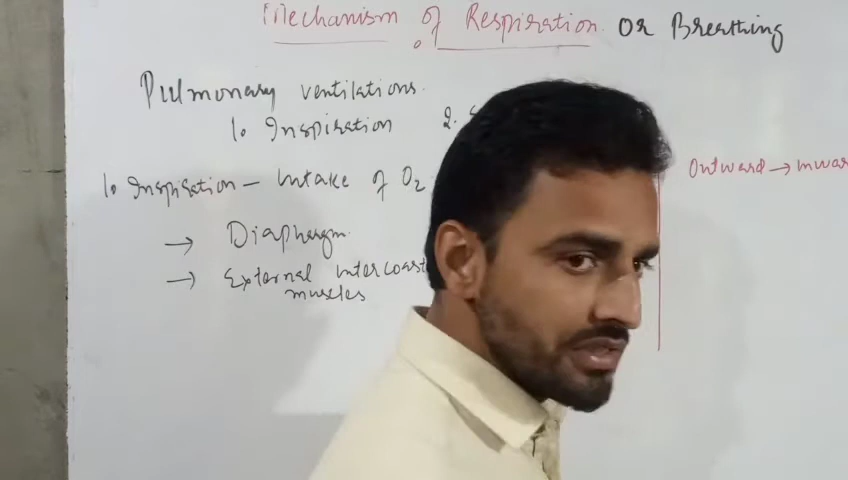 Mechanism of Respiration or Breathing
Pulmonary ventilations.
1. Inspiration 2.
1. Inspiration - Intake of O2
→ Diaphragm
→ External intercoast
muscles
Outward → inwar